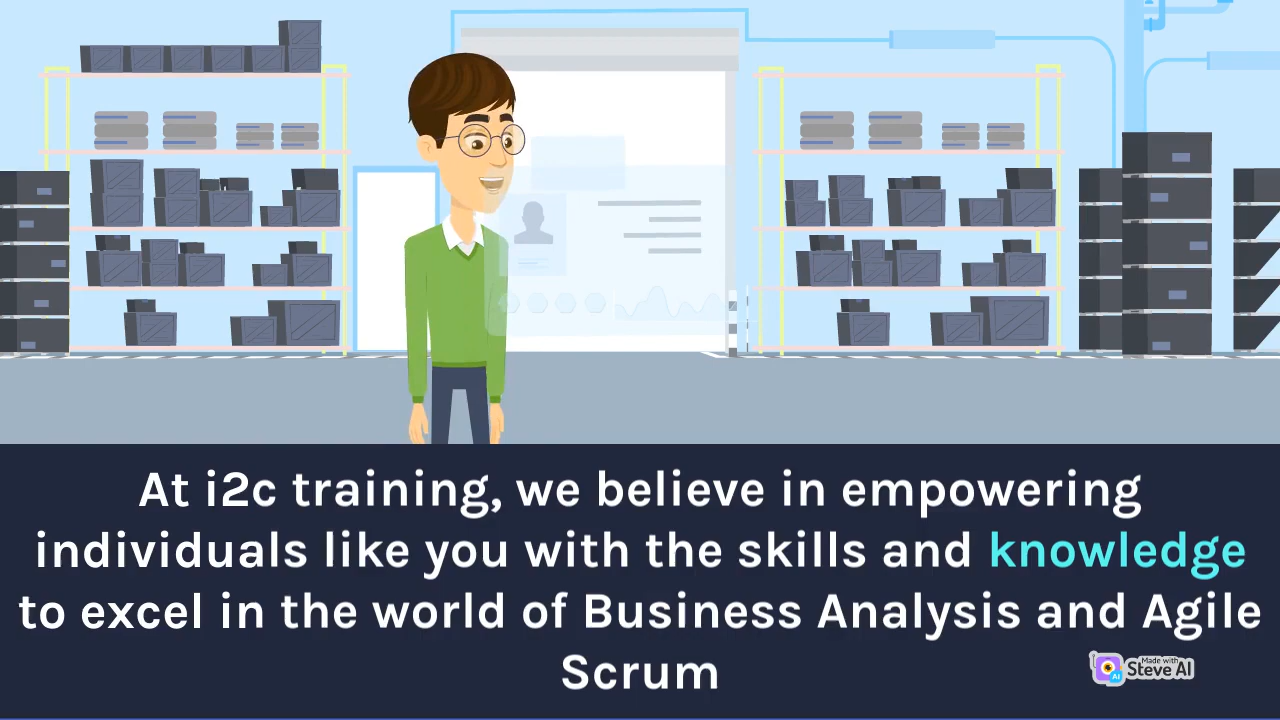 At i2c training, we believe in empowering
individuals like you with the skills and knowledge
to excel in the world of Business Analysis and Agile
Scrum
Made with
Steve AI
AI